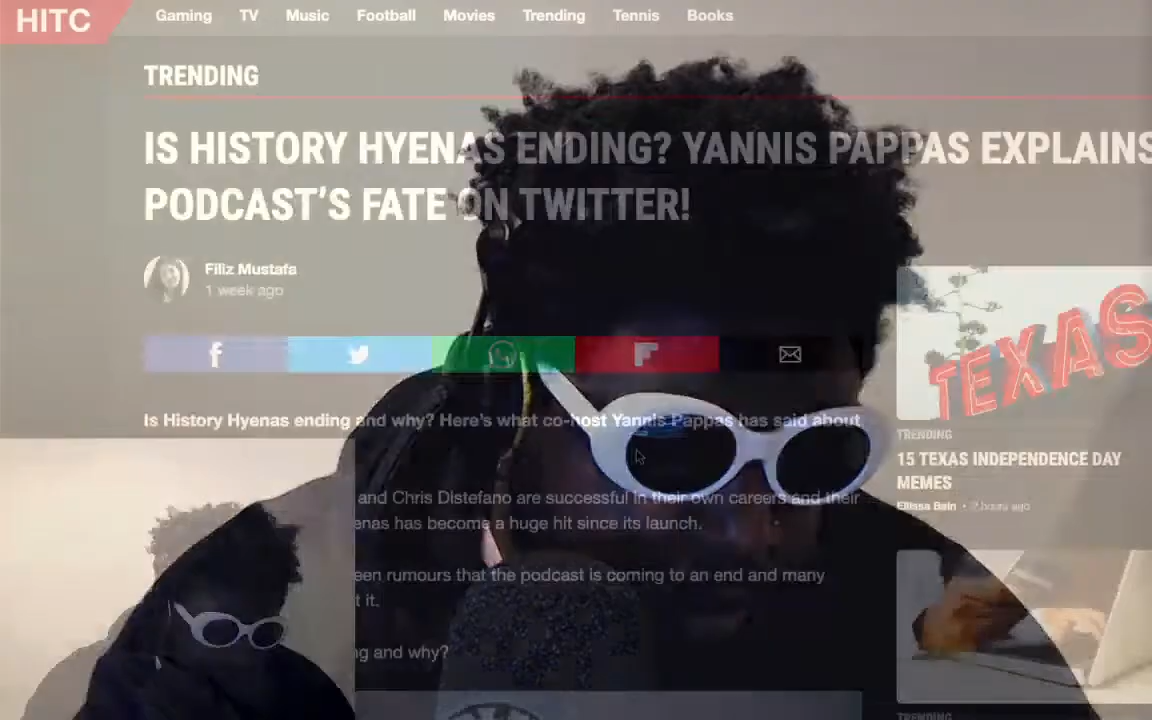 HITC
Gaming TV Music Football Movies Trending Tennis Books
TRENDING
IS HISTORY HYENAS ENDING? YANNIS PAPPAS EXPLAINS
PODCAST'S FATE ON TWITTER!
Filiz Mustafa
1 week ago
Is History Hyenas ending and why? Here's what co-host Yannis Pappas has said about
and Chris Distefano are successful in their own careers and their
enas has become a huge hit since its launch.
een rumours that the podcast is coming to an end and many
t it.
ng and why?
TEXAS
TRENDING
15 TEXAS INDEPENDENCE DAY
MEMES
Ellissa Bain • 2 hours ago
TRENDING